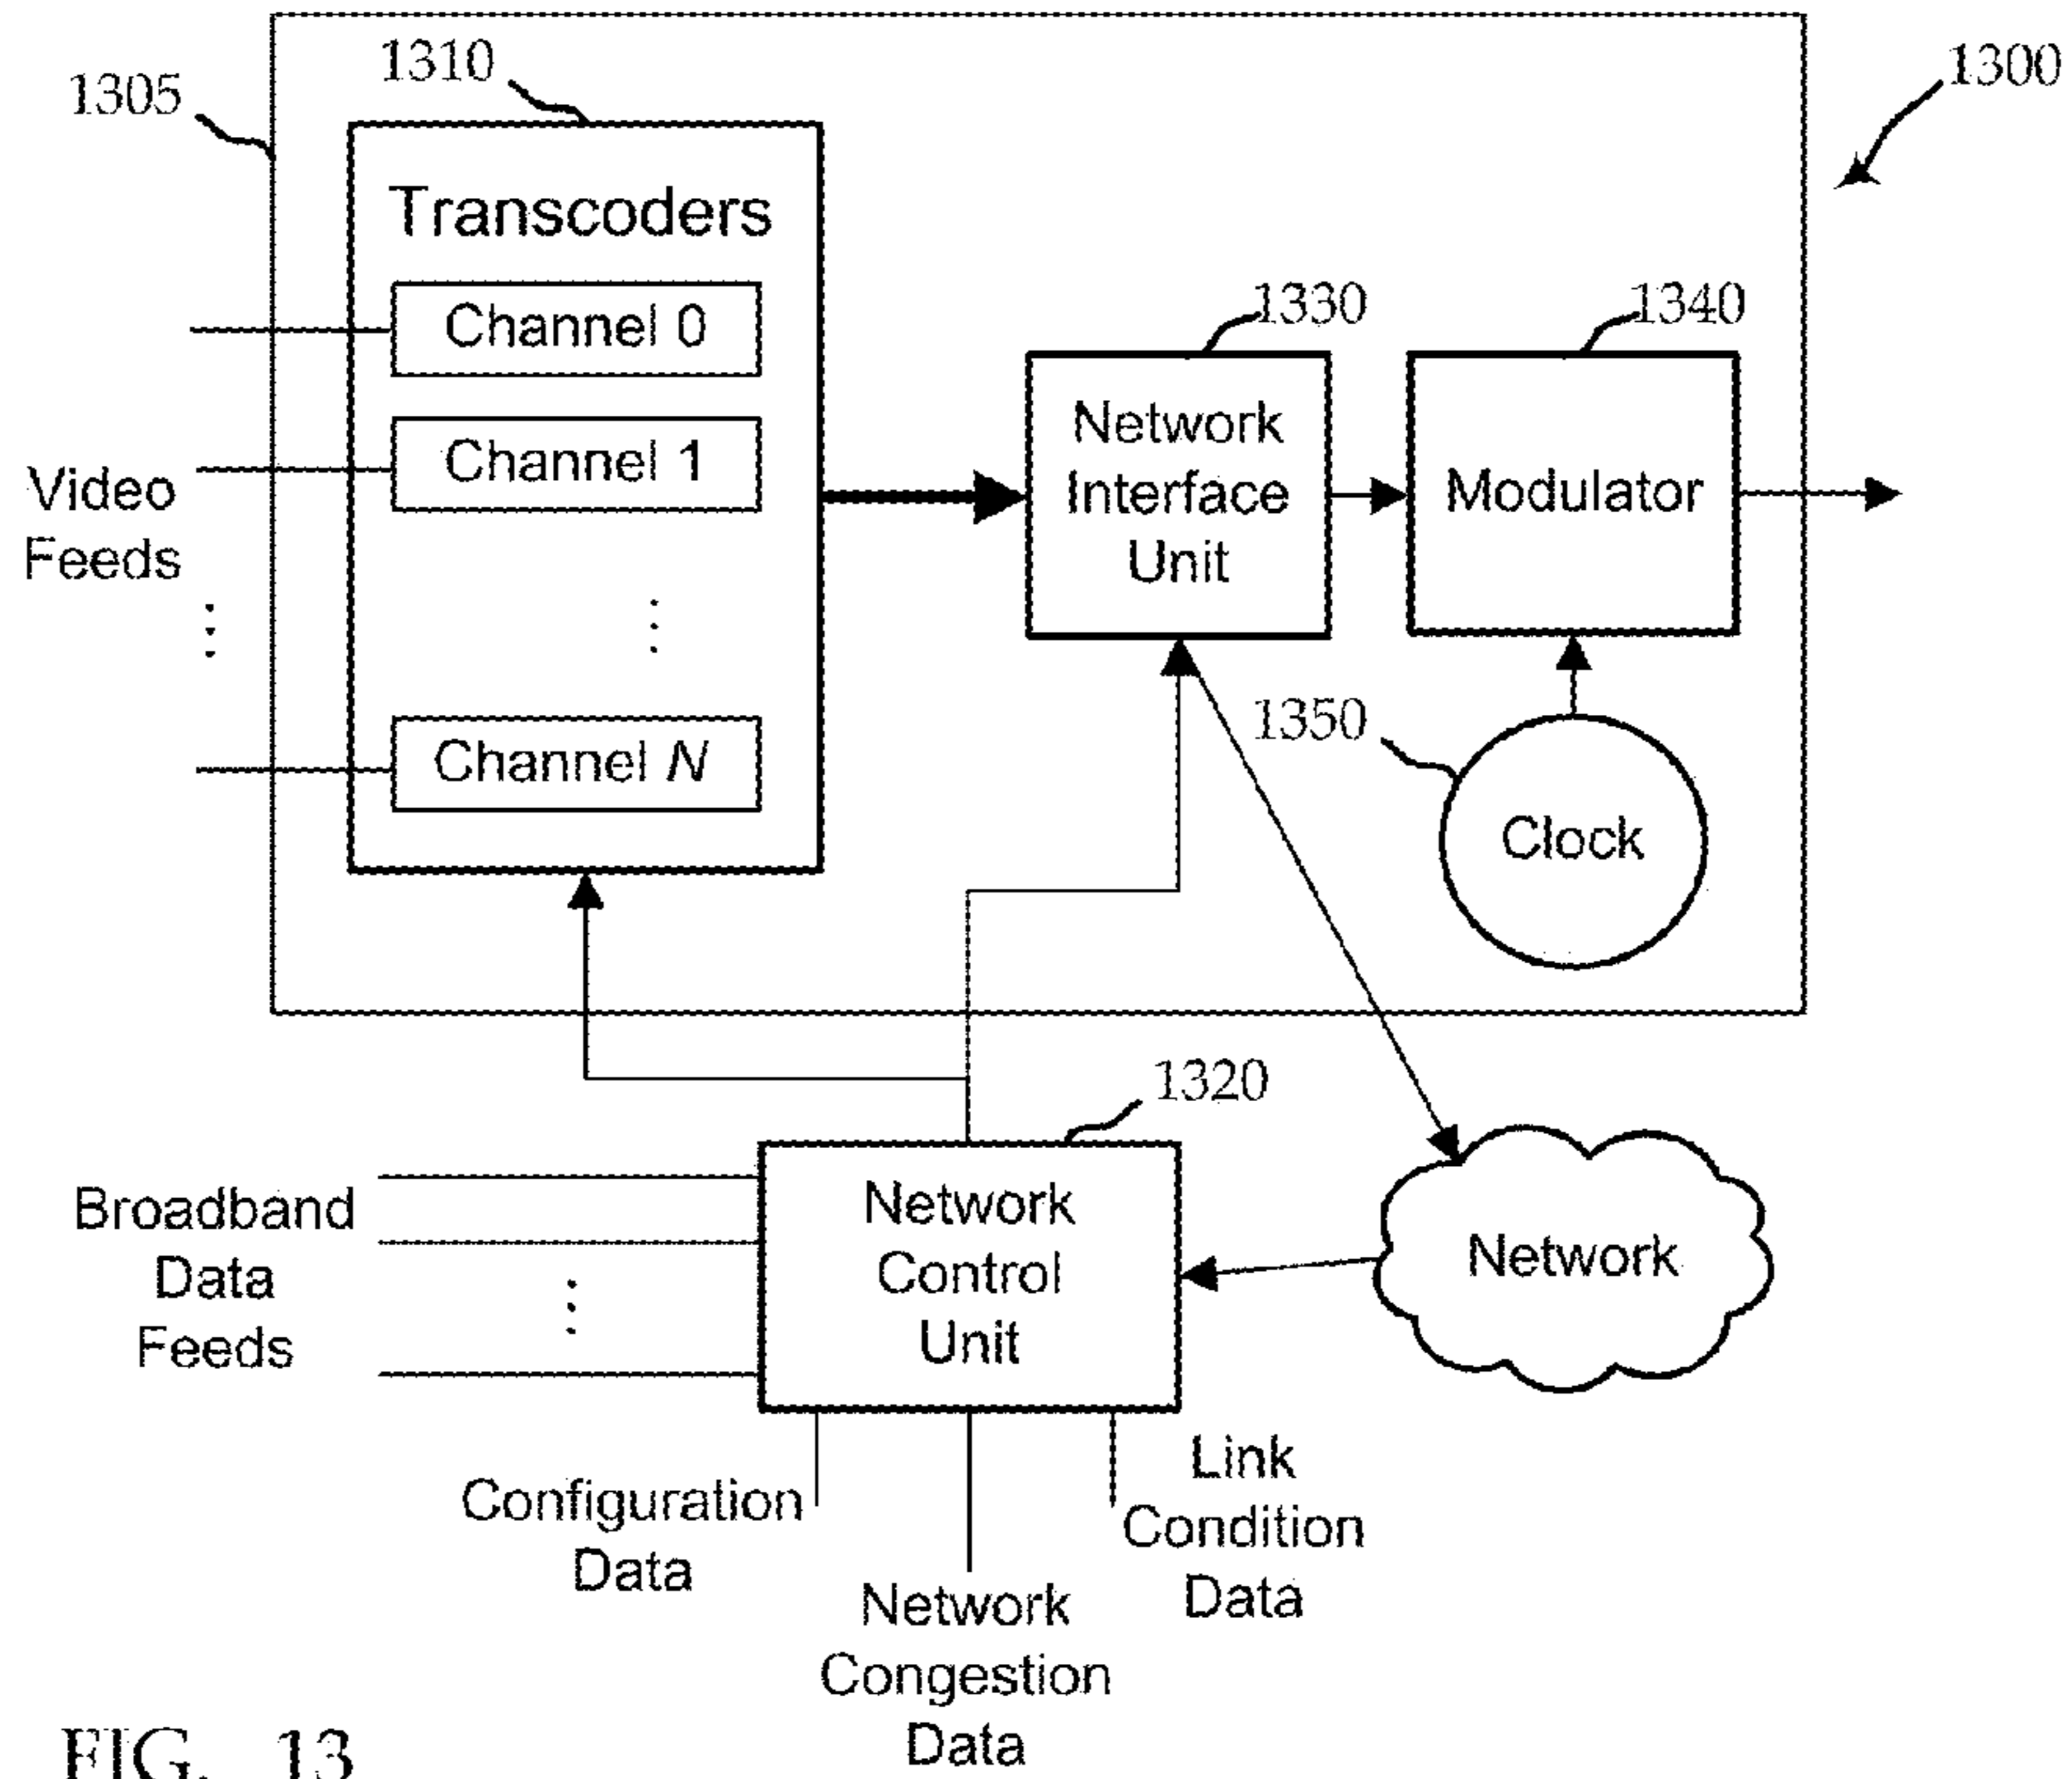 1300
1305
1310
Transcoders
Channel 0
Channel 1
⋮
Channel N
Video
Feeds
⋮
1330
Network
Interface
Unit
1340
Modulator
1350
Clock
1320
Network
Control
Unit
Network
Broadband
Data
Feeds
⋮
Configuration
Data
Network
Congestion
Data
Link
Condition
Data
FIG. 13